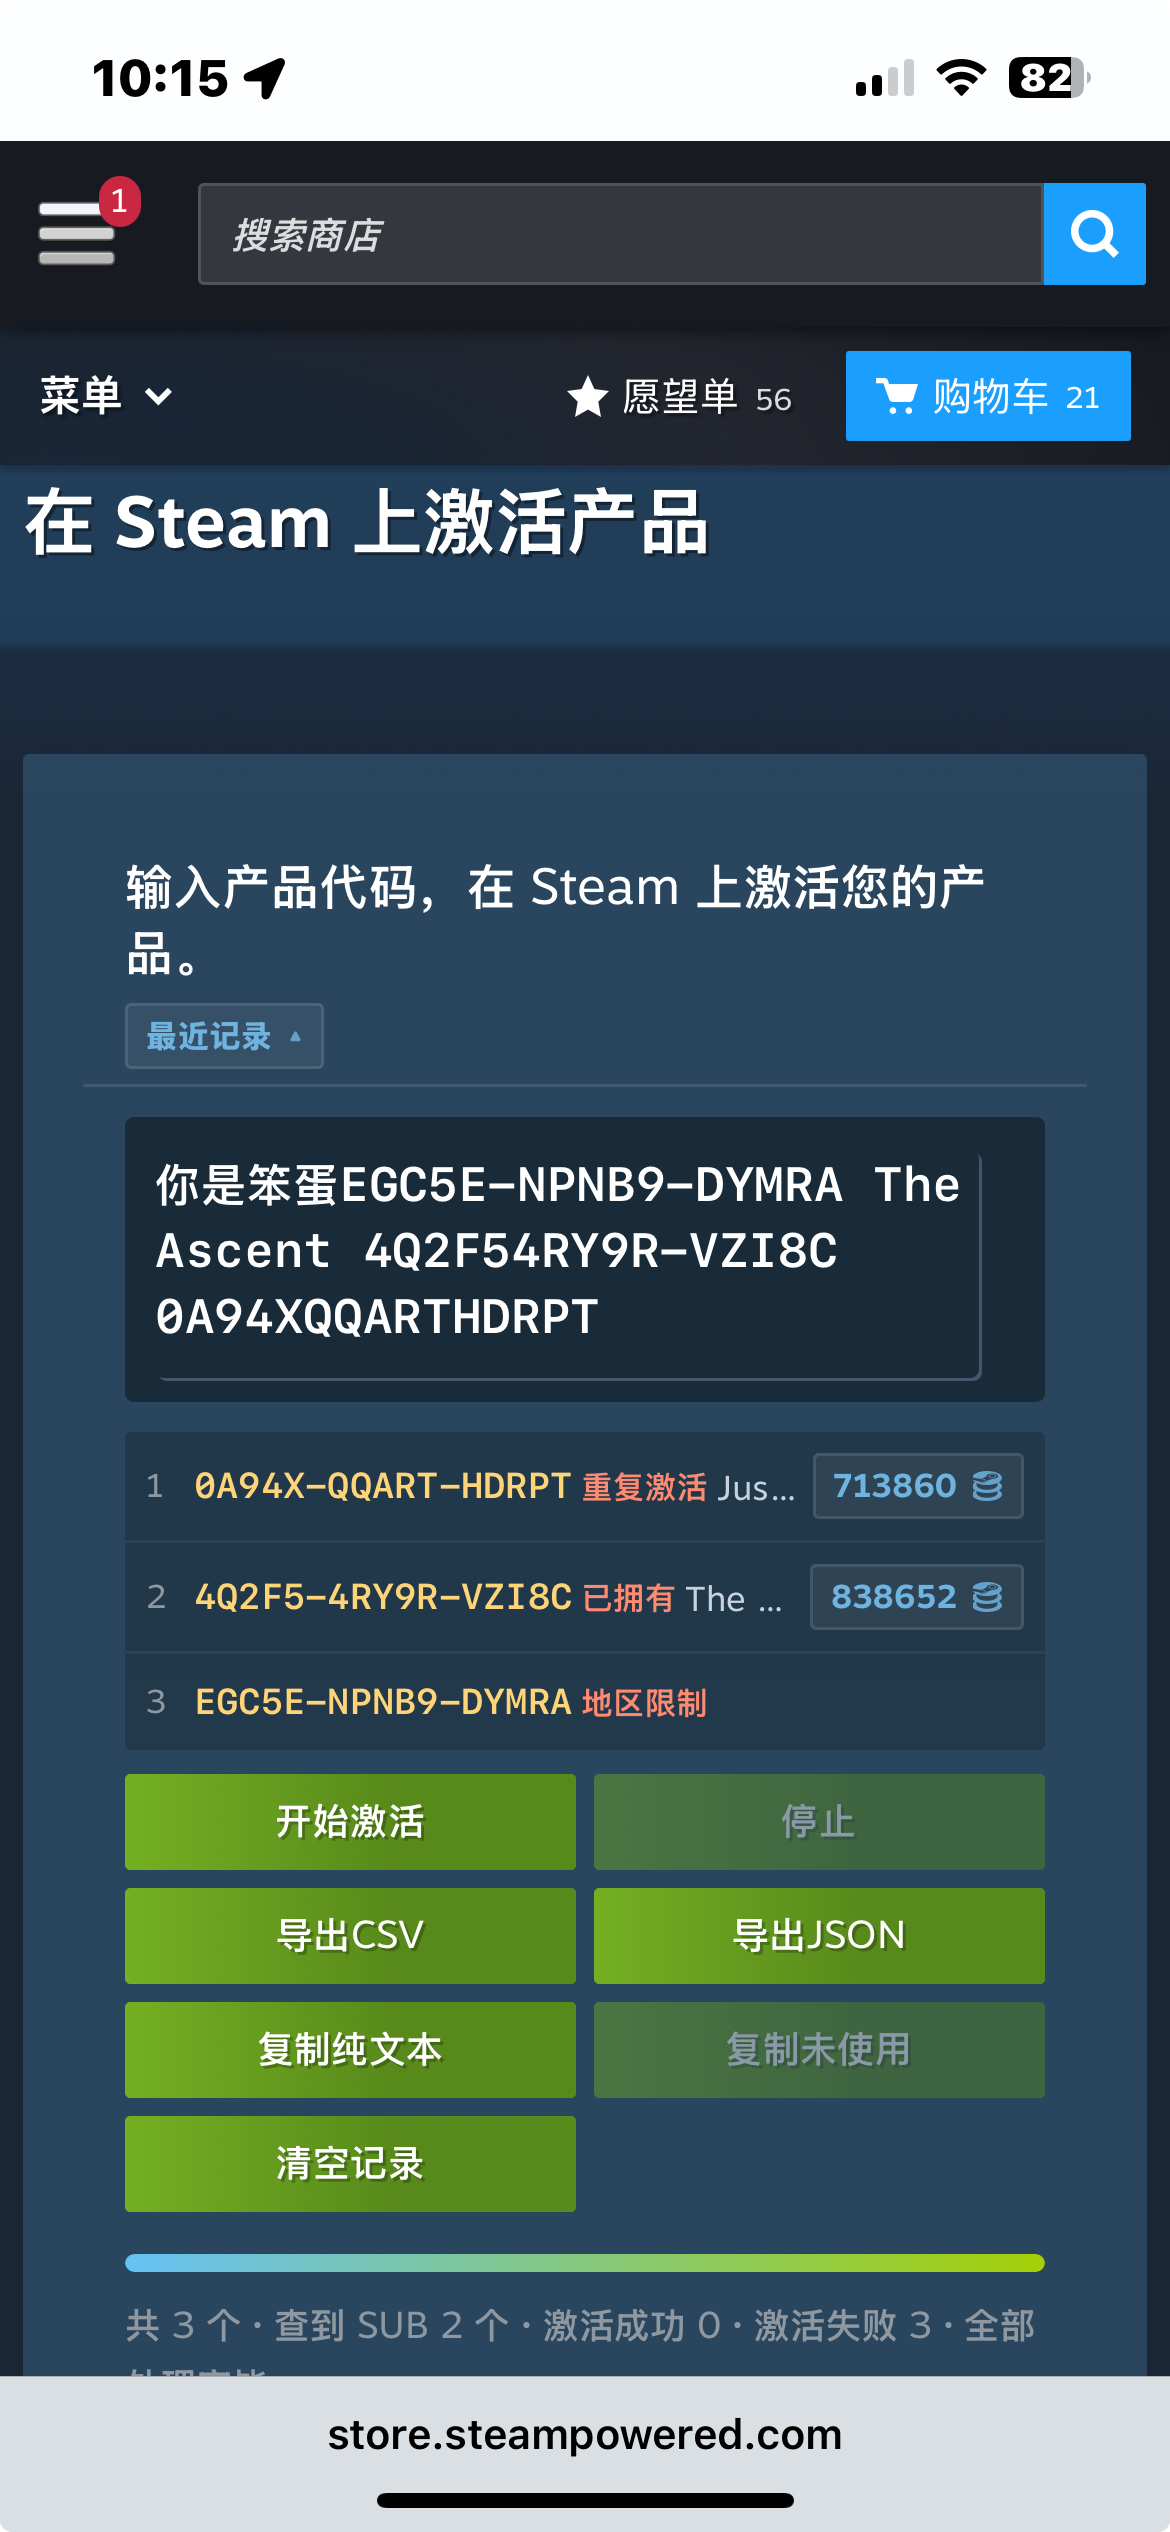 10:15
82
1
搜索商店
菜单
愿望单 56
购物车 21
在 Steam 上激活产品
输入产品代码，在 Steam 上激活您的产
品。
最近记录 ▲
你是笨蛋EGC5E-NPNB9-DYMRA The
Ascent 4Q2F54RY9R-VZI8C
0A94XQQARTHDRPT
1 0A94X-QQART-HDRPT 重复激活 Jus... 713860
2 4Q2F5-4RY9R-VZI8C 已拥有 The ... 838652
3 EGC5E-NPNB9-DYMRA 地区限制
开始激活
停止
导出CSV
导出JSON
复制纯文本
复制未使用
清空记录
共 3 个 · 查到 SUB 2 个 · 激活成功 0 · 激活失败 3 · 全部
store.steampowered.com